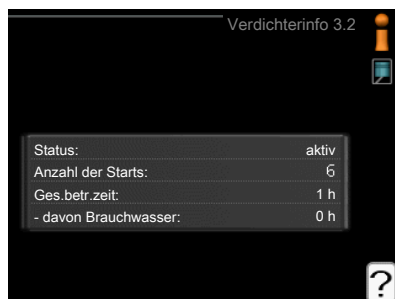 Verdichterinfo 3.2
Status: aktiv
Anzahl der Starts: 6
Ges.betr.zeit: 1 h
- davon Brauchwasser: 0 h
?